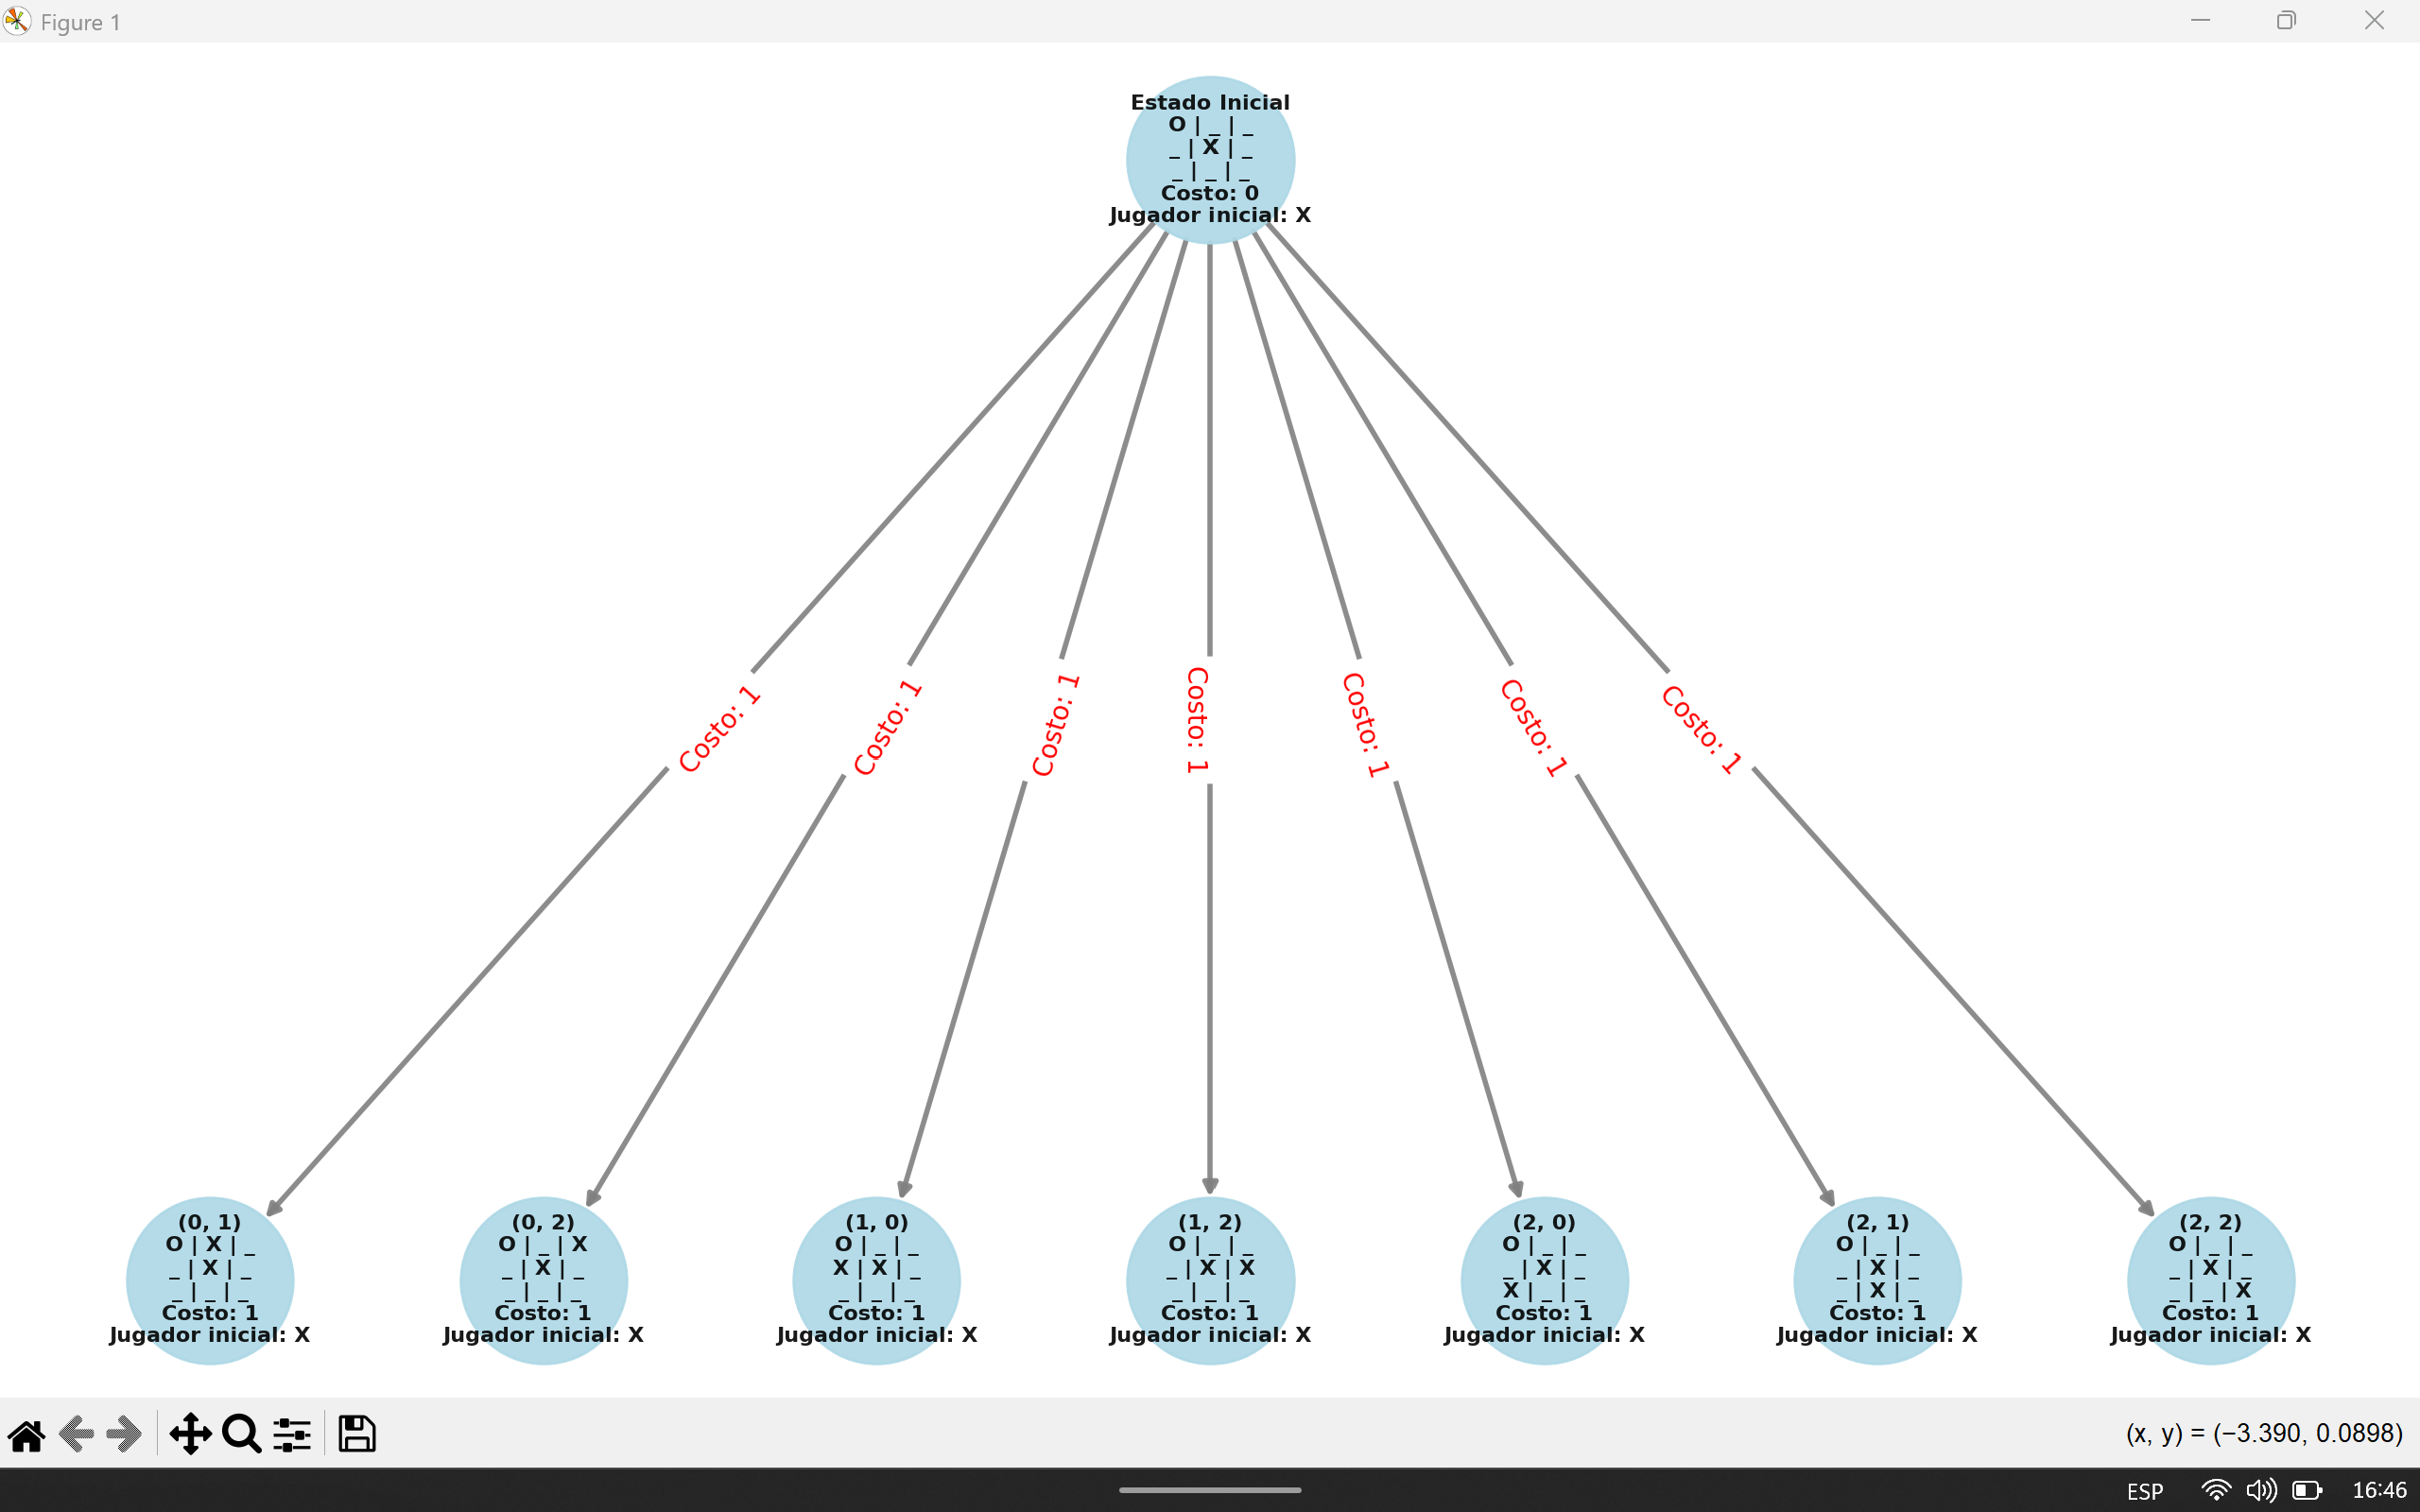 Figure 1
Estado Inicial
O | _ | _
_ | X | _
_ | _ | _
Costo: 0
Jugador inicial: X
Costo: 1
Costo: 1
Costo: 1
Costo: 1
Costo: 1
Costo: 1
Costo: 1
(0, 1)
O | X | _
_ | X | _
_ | _ | _
Costo: 1
Jugador inicial: X
(0, 2)
O | _ | X
_ | X | _
_ | _ | _
Costo: 1
Jugador inicial: X
(1, 0)
O | _ | _
X | X | _
_ | _ | _
Costo: 1
Jugador inicial: X
(1, 2)
O | _ | _
_ | X | X
_ | _ | _
Costo: 1
Jugador inicial: X
(2, 0)
O | _ | _
_ | X | _
X | _ | _
Costo: 1
Jugador inicial: X
(2, 1)
O | _ | _
_ | X | _
_ | X | _
Costo: 1
Jugador inicial: X
(2, 2)
O | _ | _
_ | X | _
_ | _ | X
Costo: 1
Jugador inicial: X
(x, y) = (−3.390, 0.0898)
ESP
16:46